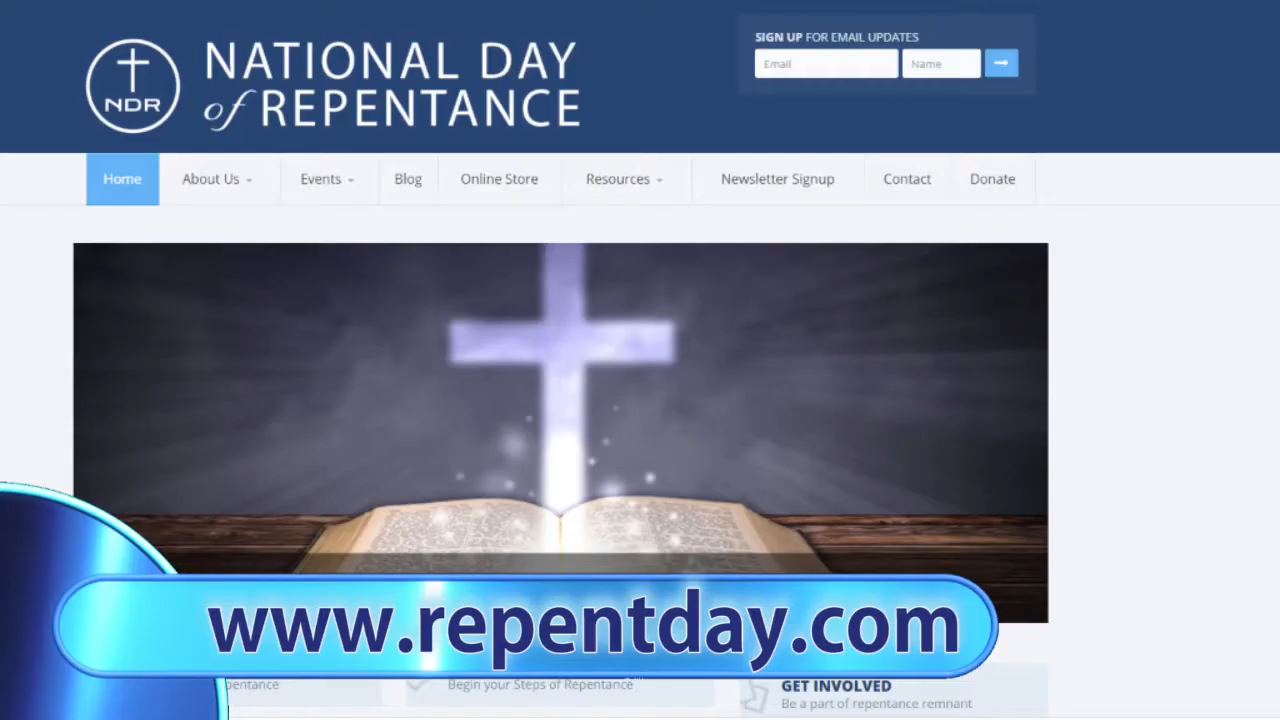 NDR
NATIONAL DAY
of REPENTANCE
SIGN UP FOR EMAIL UPDATES
Email
Name
Home
About Us
Events
Blog
Online Store
Resources
Newsletter Signup
Contact
Donate
www.repentday.com
Begin your Steps of Repentance
GET INVOLVED
Be a part of repentance remnant